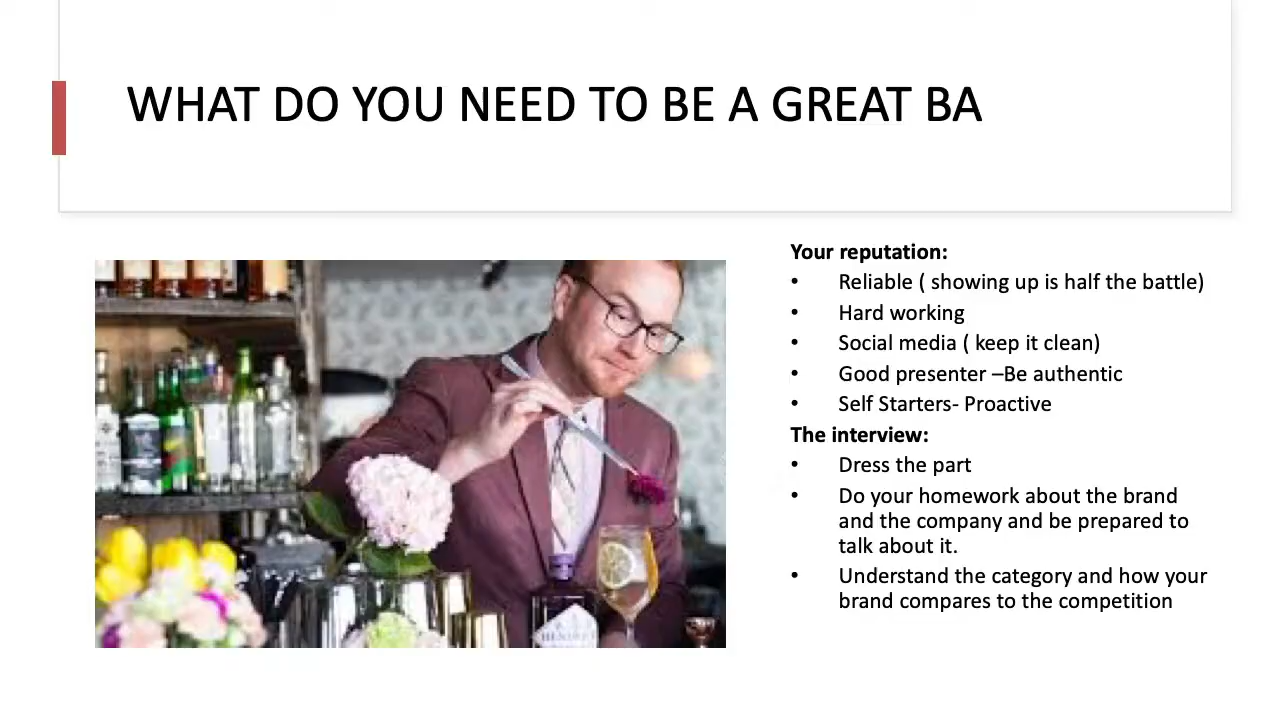 WHAT DO YOU NEED TO BE A GREAT BA
Your reputation:
• Reliable ( showing up is half the battle)
• Hard working
• Social media ( keep it clean)
• Good presenter –Be authentic
• Self Starters- Proactive
The interview:
• Dress the part
• Do your homework about the brand
and the company and be prepared to
talk about it.
• Understand the category and how your
brand compares to the competition